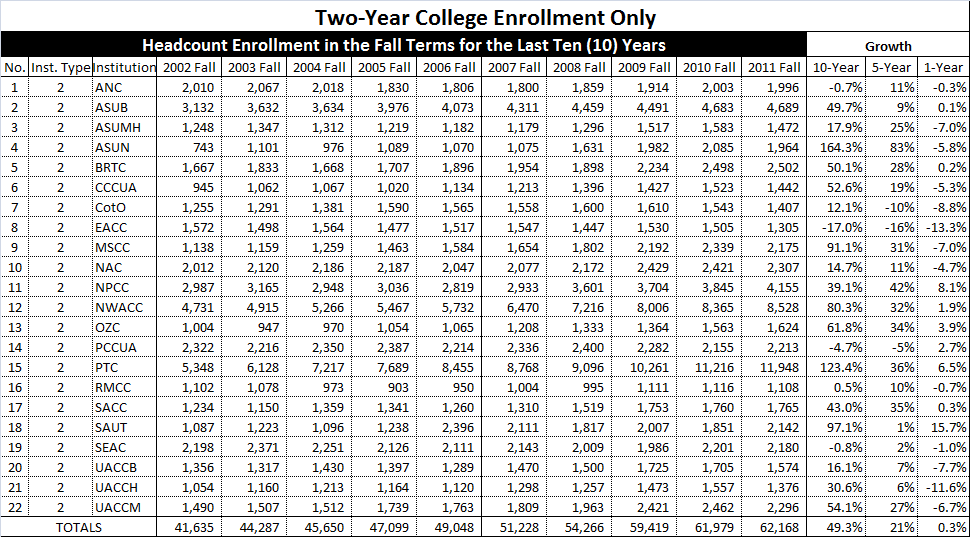 Two-Year College Enrollment Only
Headcount Enrollment in the Fall Terms for the Last Ten (10) Years Growth
No. Inst. Type Institution 2002 Fall 2003 Fall 2004 Fall 2005 Fall 2006 Fall 2007 Fall 2008 Fall 2009 Fall 2010 Fall 2011 Fall 10-Year 5-Year 1-Year
1 2 ANC 2,010 2,067 2,018 1,830 1,806 1,800 1,859 1,914 2,003 1,996 -0.7% 11% -0.3%
2 2 ASUB 3,132 3,632 3,634 3,976 4,073 4,311 4,459 4,491 4,683 4,689 49.7% 9% 0.1%
3 2 ASUMH 1,248 1,347 1,312 1,219 1,182 1,179 1,296 1,517 1,583 1,472 17.9% 25% -7.0%
4 2 ASUN 743 1,101 976 1,089 1,070 1,075 1,631 1,982 2,085 1,964 164.3% 83% -5.8%
5 2 BRTC 1,667 1,833 1,668 1,707 1,896 1,954 1,898 2,234 2,498 2,502 50.1% 28% 0.2%
6 2 CCCUA 945 1,062 1,067 1,020 1,134 1,213 1,396 1,427 1,523 1,442 52.6% 19% -5.3%
7 2 CotO 1,255 1,291 1,381 1,590 1,565 1,558 1,600 1,610 1,543 1,407 12.1% -10% -8.8%
8 2 EACC 1,572 1,498 1,564 1,477 1,517 1,547 1,447 1,530 1,505 1,305 -17.0% -16% -13.3%
9 2 MSCC 1,138 1,159 1,259 1,463 1,584 1,654 1,802 2,192 2,339 2,175 91.1% 31% -7.0%
10 2 NAC 2,012 2,120 2,186 2,187 2,047 2,077 2,172 2,429 2,421 2,307 14.7% 11% -4.7%
11 2 NPCC 2,987 3,165 2,948 3,036 2,819 2,933 3,601 3,704 3,845 4,155 39.1% 42% 8.1%
12 2 NWACC 4,731 4,915 5,266 5,467 5,732 6,470 7,216 8,006 8,365 8,528 80.3% 32% 1.9%
13 2 OZC 1,004 947 970 1,054 1,065 1,208 1,333 1,364 1,563 1,624 61.8% 34% 3.9%
14 2 PCCUA 2,322 2,216 2,350 2,387 2,214 2,336 2,400 2,282 2,155 2,213 -4.7% -5% 2.7%
15 2 PTC 5,348 6,128 7,217 7,689 8,455 8,768 9,096 10,261 11,216 11,948 123.4% 36% 6.5%
16 2 RMCC 1,102 1,078 973 903 950 1,004 995 1,111 1,116 1,108 0.5% 10% -0.7%
17 2 SACC 1,234 1,150 1,359 1,341 1,260 1,310 1,519 1,753 1,760 1,765 43.0% 35% 0.3%
18 2 SAUT 1,087 1,223 1,096 1,238 2,396 2,111 1,817 2,007 1,851 2,142 97.1% 1% 15.7%
19 2 SEAC 2,198 2,371 2,251 2,126 2,111 2,143 2,009 1,986 2,201 2,180 -0.8% 2% -1.0%
20 2 UACCB 1,356 1,317 1,430 1,397 1,289 1,470 1,500 1,725 1,705 1,574 16.1% 7% -7.7%
21 2 UACCH 1,054 1,160 1,213 1,164 1,120 1,298 1,257 1,473 1,557 1,376 30.6% 6% -11.6%
22 2 UACCM 1,490 1,507 1,512 1,739 1,763 1,809 1,963 2,421 2,462 2,296 54.1% 27% -6.7%
TOTALS 41,635 44,287 45,650 47,099 49,048 51,228 54,266 59,419 61,979 62,168 49.3% 21% 0.3%